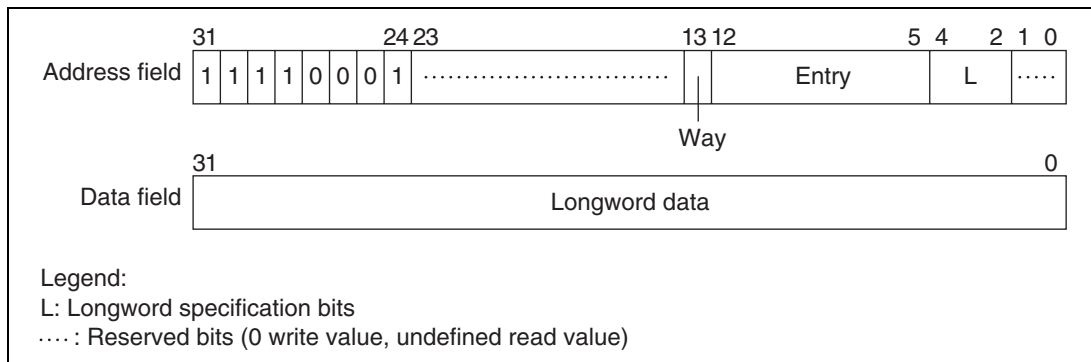 31 24 23 13 12 5 4 2 1 0
Address field 1 1 1 1 0 0 0 1 .............................. Entry L .....
Way
31 0
Data field Longword data
Legend:
L: Longword specification bits
.... : Reserved bits (0 write value, undefined read value)